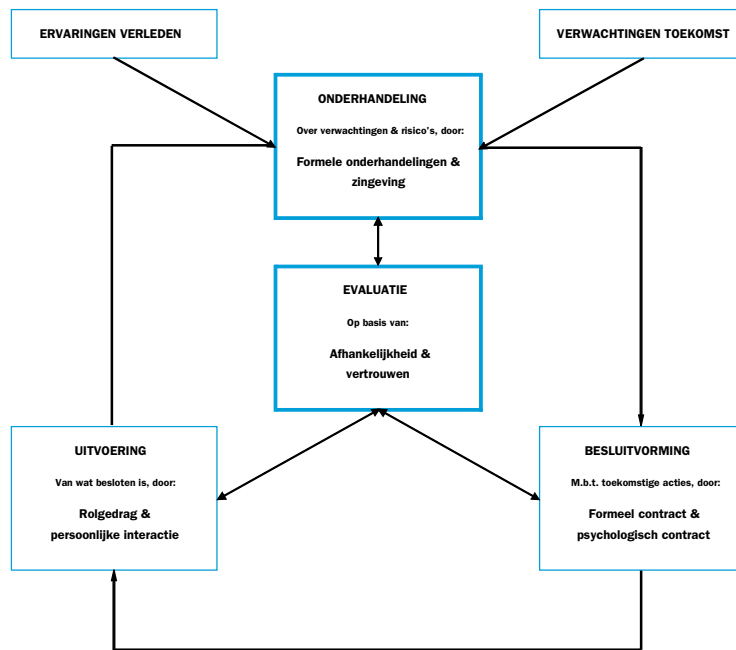 ERVARINGEN VERLEDEN
VERWACHTINGEN TOEKOMST
ONDERHANDELING
Over verwachtingen & risico's, door:
Formele onderhandelingen &
zingeving
EVALUATIE
Op basis van:
Afhankelijkheid &
vertrouwen
UITVOERING
Van wat besloten is, door:
Rolgedrag &
persoonlijke interactie
BESLUITVORMING
M.b.t. toekomstige acties, door:
Formeel contract &
psychologisch contract